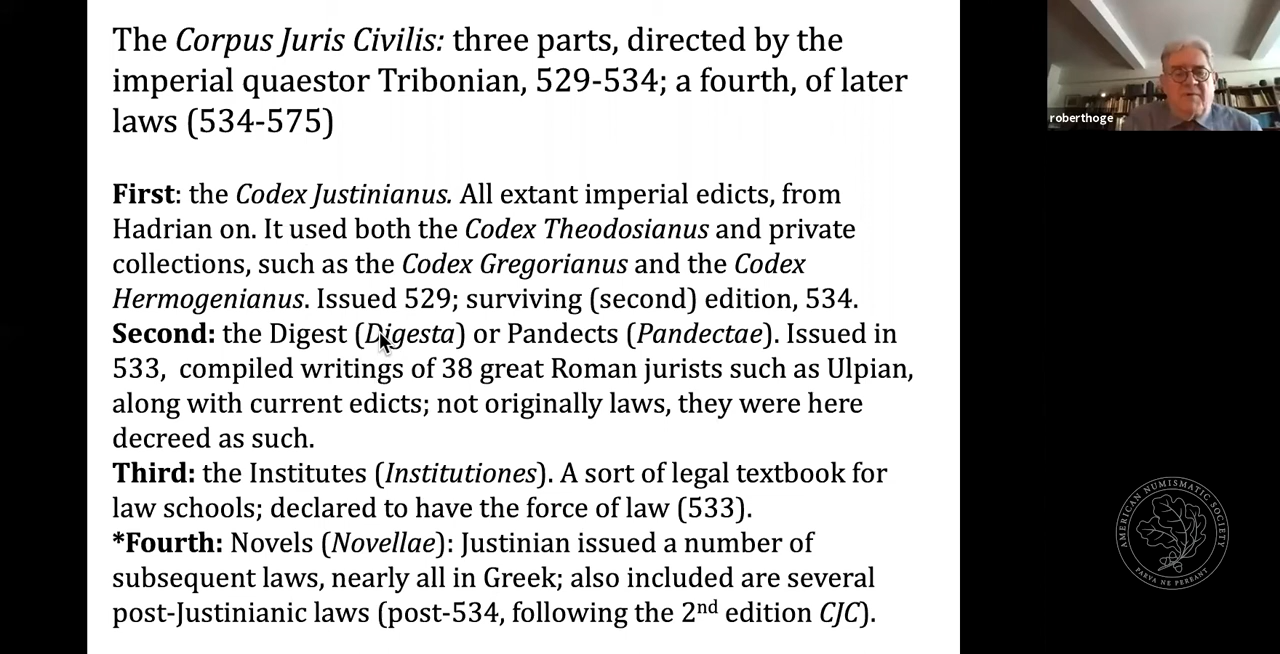 The Corpus Juris Civilis: three parts, directed by the
imperial quaestor Tribonian, 529-534; a fourth, of later
laws (534-575)
First: the Codex Justinianus. All extant imperial edicts, from
Hadrian on. It used both the Codex Theodosianus and private
collections, such as the Codex Gregorianus and the Codex
Hermogenianus. Issued 529; surviving (second) edition, 534.
Second: the Digest (Digesta) or Pandects (Pandectae). Issued in
533, compiled writings of 38 great Roman jurists such as Ulpian,
along with current edicts; not originally laws, they were here
decreed as such.
Third: the Institutes (Institutiones). A sort of legal textbook for
law schools; declared to have the force of law (533).
*Fourth: Novels (Novellae): Justinian issued a number of
subsequent laws, nearly all in Greek; also included are several
post-Justinianic laws (post-534, following the 2nd edition CJC).
roberthoge
AMERICAN NUMISMATIC SOCIETY
PARVA NE PEREANT